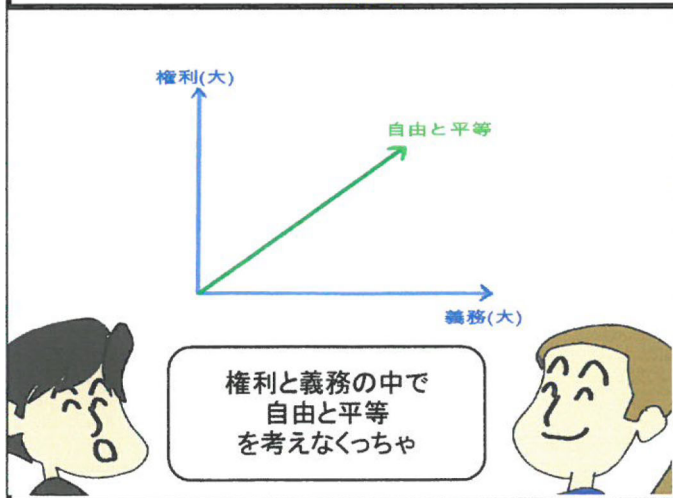 権利(大)
自由と平等
義務(大)
権利と義務の中で
自由と平等
を考えなくっちゃ